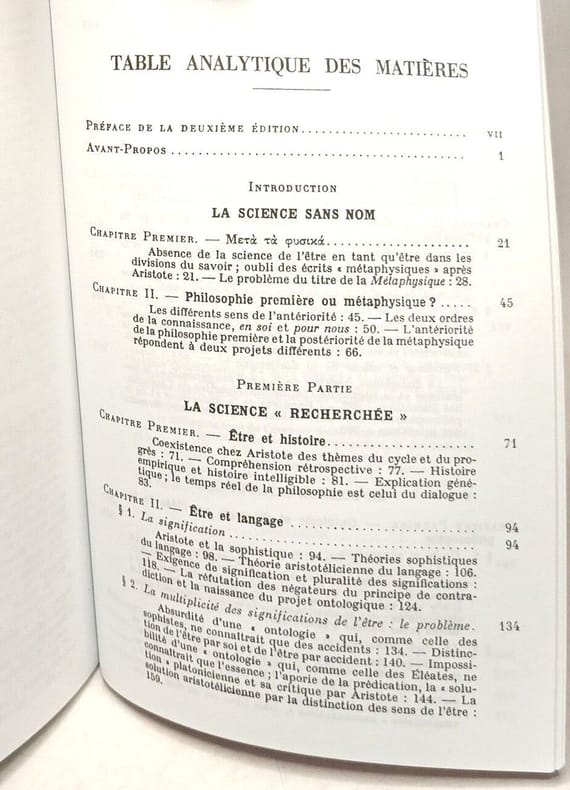 TABLE ANALYTIQUE DES MATIÈRES
PRÉFACE DE LA DEUXIÈME ÉDITION........................ VII
AVANT-PROPOS ........................................ 1
INTRODUCTION
LA SCIENCE SANS NOM
CHAPITRE PREMIER. — Μετὰ τὰ φυσικά.................... 21
Absence de la science de l'être en tant qu'être dans les
divisions du savoir ; oubli des écrits « métaphysiques » après
Aristote : 21. — Le problème du titre de la Métaphysique : 28.
CHAPITRE II. — Philosophie première ou métaphysique ? ..... 45
Les différents sens de l'antériorité : 45. — Les deux ordres
de la connaissance, en soi et pour nous : 50. — L'antériorité
de la philosophie première et la postériorité de la métaphysique
répondent à deux projets différents : 66.
PREMIÈRE PARTIE
LA SCIENCE « RECHERCHÉE »
CHAPITRE PREMIER. — Être et histoire.................... 71
Coexistence chez Aristote des thèmes du cycle et du pro-
grès : 71. — Compréhension rétrospective : 77. — Histoire
empirique et histoire intelligible : 81. — Explication géné-
tique ; le temps réel de la philosophie est celui du dialogue :
83.
CHAPITRE II. — Être et langage ......................... 94
§ 1. La signification .................................. 94
Aristote et la sophistique : 94. — Théories sophistiques
du langage : 98. — Théorie aristotélicienne du langage : 106.
— Exigence de signification et pluralité des significations :
118. — La réfutation des négateurs du principe de contra-
diction et la naissance du projet ontologique : 124.
§ 2. La multiplicité des significations de l'être : le problème. 134
Absurdité d'une « ontologie » qui, comme celle des
sophistes, ne connaîtrait que des accidents : 134. — Distinc-
tion de l'être par soi et de l'être par accident : 140. — Impossi-
bilité d'une « ontologie » qui, comme celle des Éléates, ne
connaîtrait que l'essence ; l'aporie de la prédication, la « solu-
tion » platonicienne et sa critique par Aristote : 144. — La
solution aristotélicienne par la distinction des sens de l'être :
159.